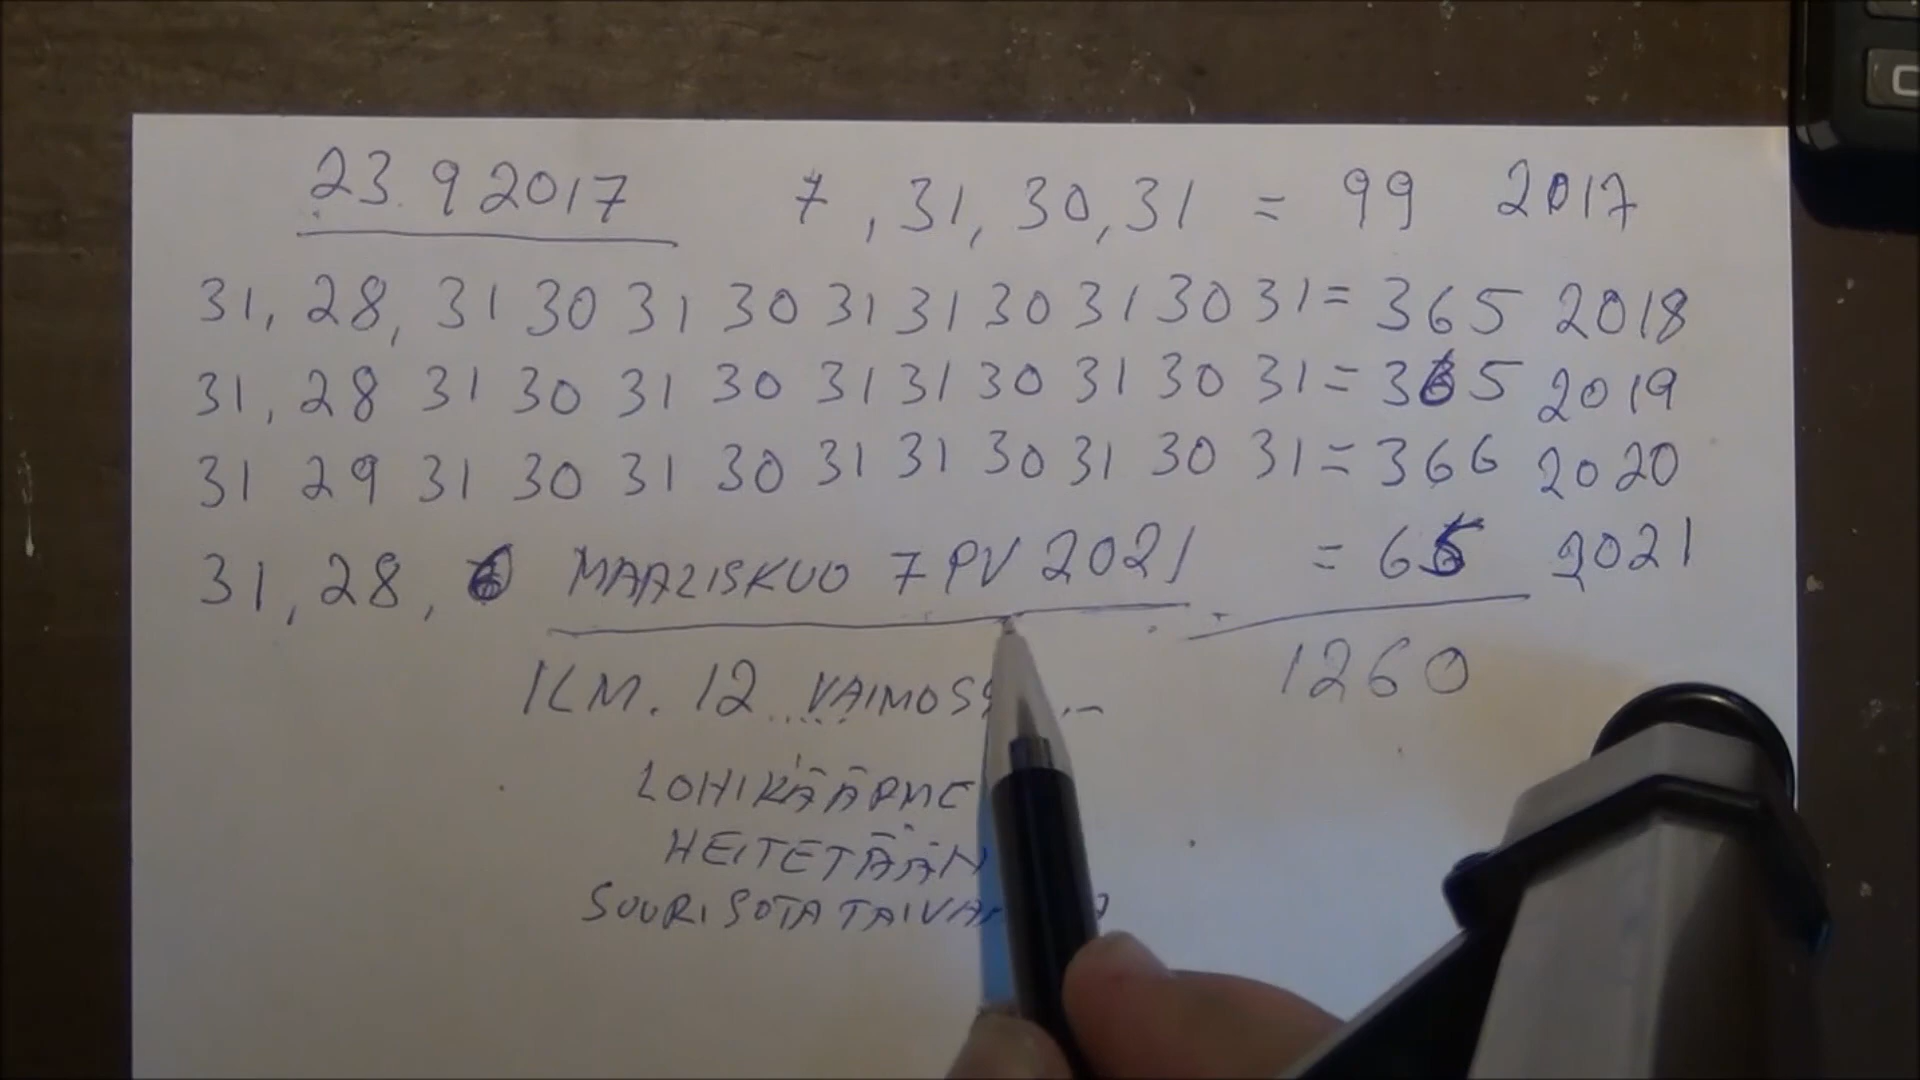 23.9 2017 7, 31, 30, 31 = 99 2017
31, 28, 31 30 31 30 31 31 30 31 30 31 = 365 2018
31, 28 31 30 31 30 31 31 30 31 30 31 = 365 2019
31 29 31 30 31 30 31 31 30 31 30 31 = 366 2020
31, 28, MAALISKUO 7 PV 2021 = 65 2021
1260
ILM. 12 ...
LOHIKÄÄRME
HEITETÄÄN
SUURI SOTA
C